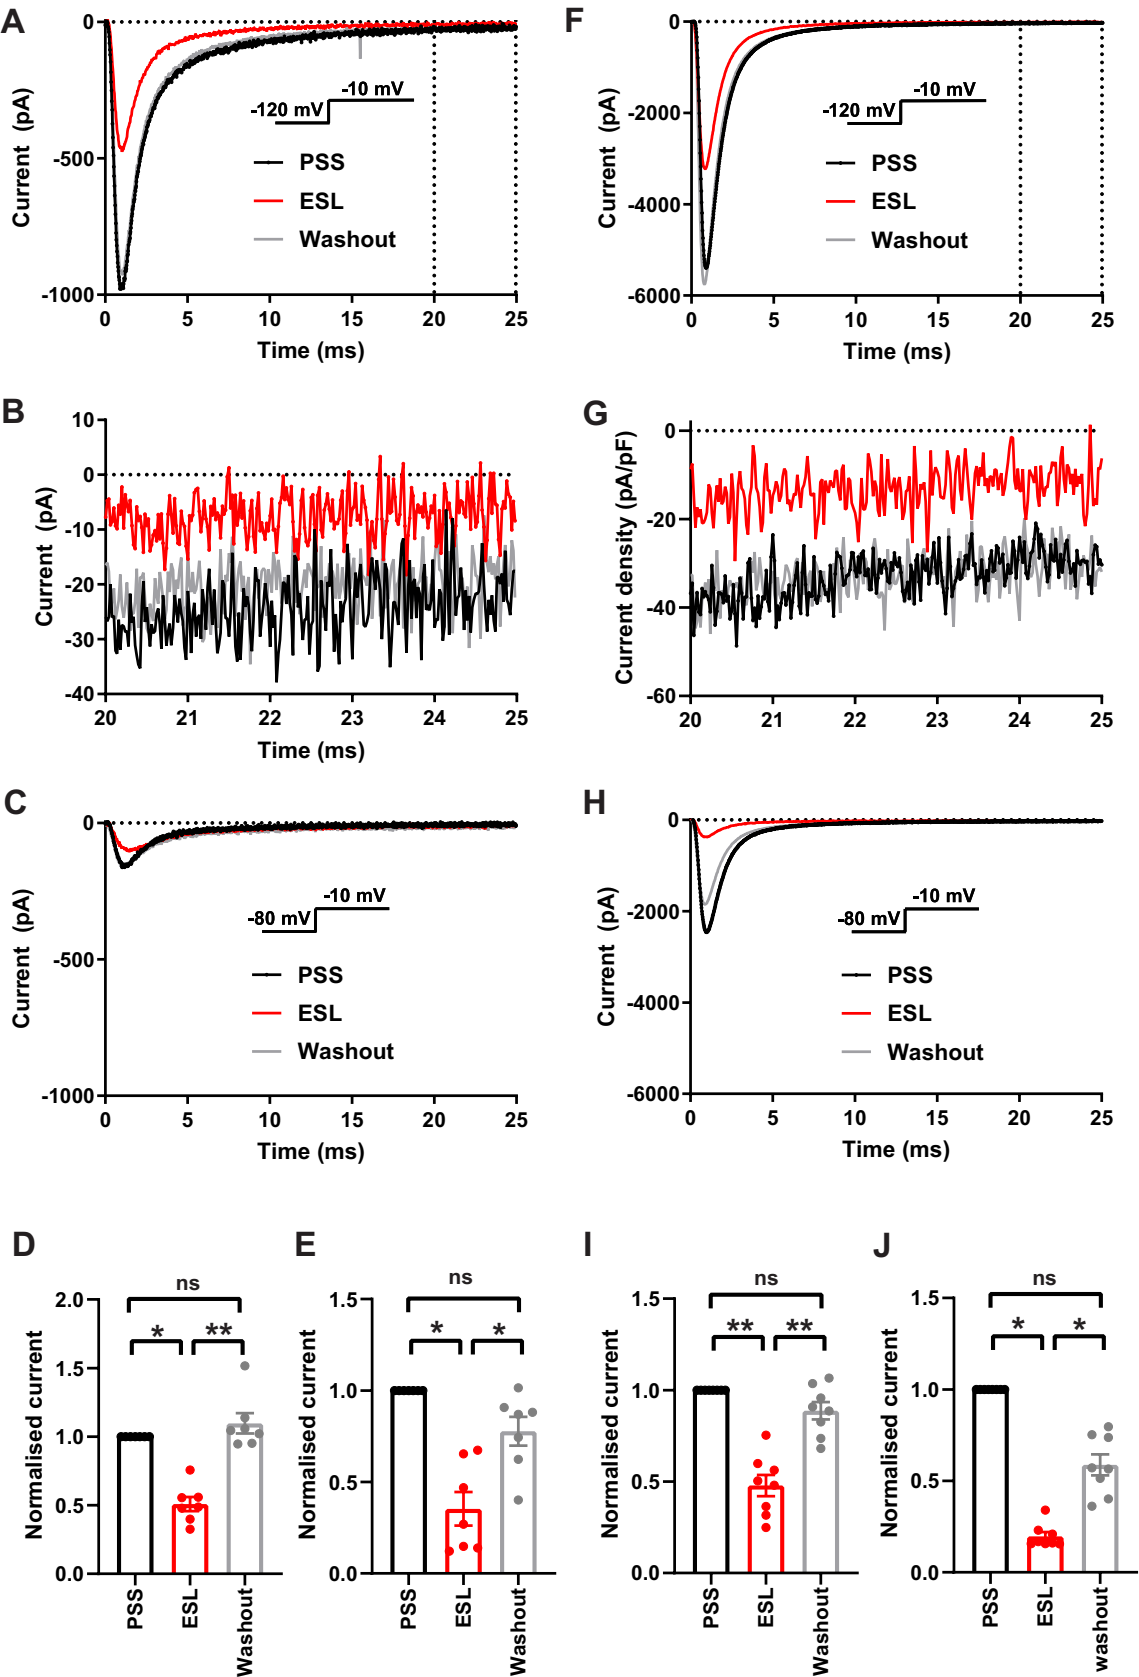 A
Current (pA)
0
-500
-1000
-10 mV
-120 mV
PSS
ESL
Washout
0 5 10 15 20 25
Time (ms)
F
Current (pA)
0
-2000
-4000
-6000
-10 mV
-120 mV
PSS
ESL
Washout
0 5 10 15 20 25
Time (ms)
B
Current (pA)
10
0
-10
-20
-30
-40
20 21 22 23 24 25
Time (ms)
G
Current density (pA/pF)
0
-20
-40
-60
20 21 22 23 24 25
Time (ms)
C
Current (pA)
0
-500
-1000
-10 mV
-80 mV
PSS
ESL
Washout
0 5 10 15 20 25
Time (ms)
H
Current (pA)
0
-2000
-4000
-6000
-10 mV
-80 mV
PSS
ESL
Washout
0 5 10 15 20 25
Time (ms)
D
Normalised current
2.0
1.5
1.0
0.5
0.0
ns
* **
PSS ESL Washout
E
Normalised current
1.5
1.0
0.5
0.0
ns
* *
PSS ESL Washout
I
Normalised current
1.5
1.0
0.5
0.0
ns
** **
PSS ESL Washout
J
Normalised current
1.5
1.0
0.5
0.0
ns
* *
PSS ESL washout